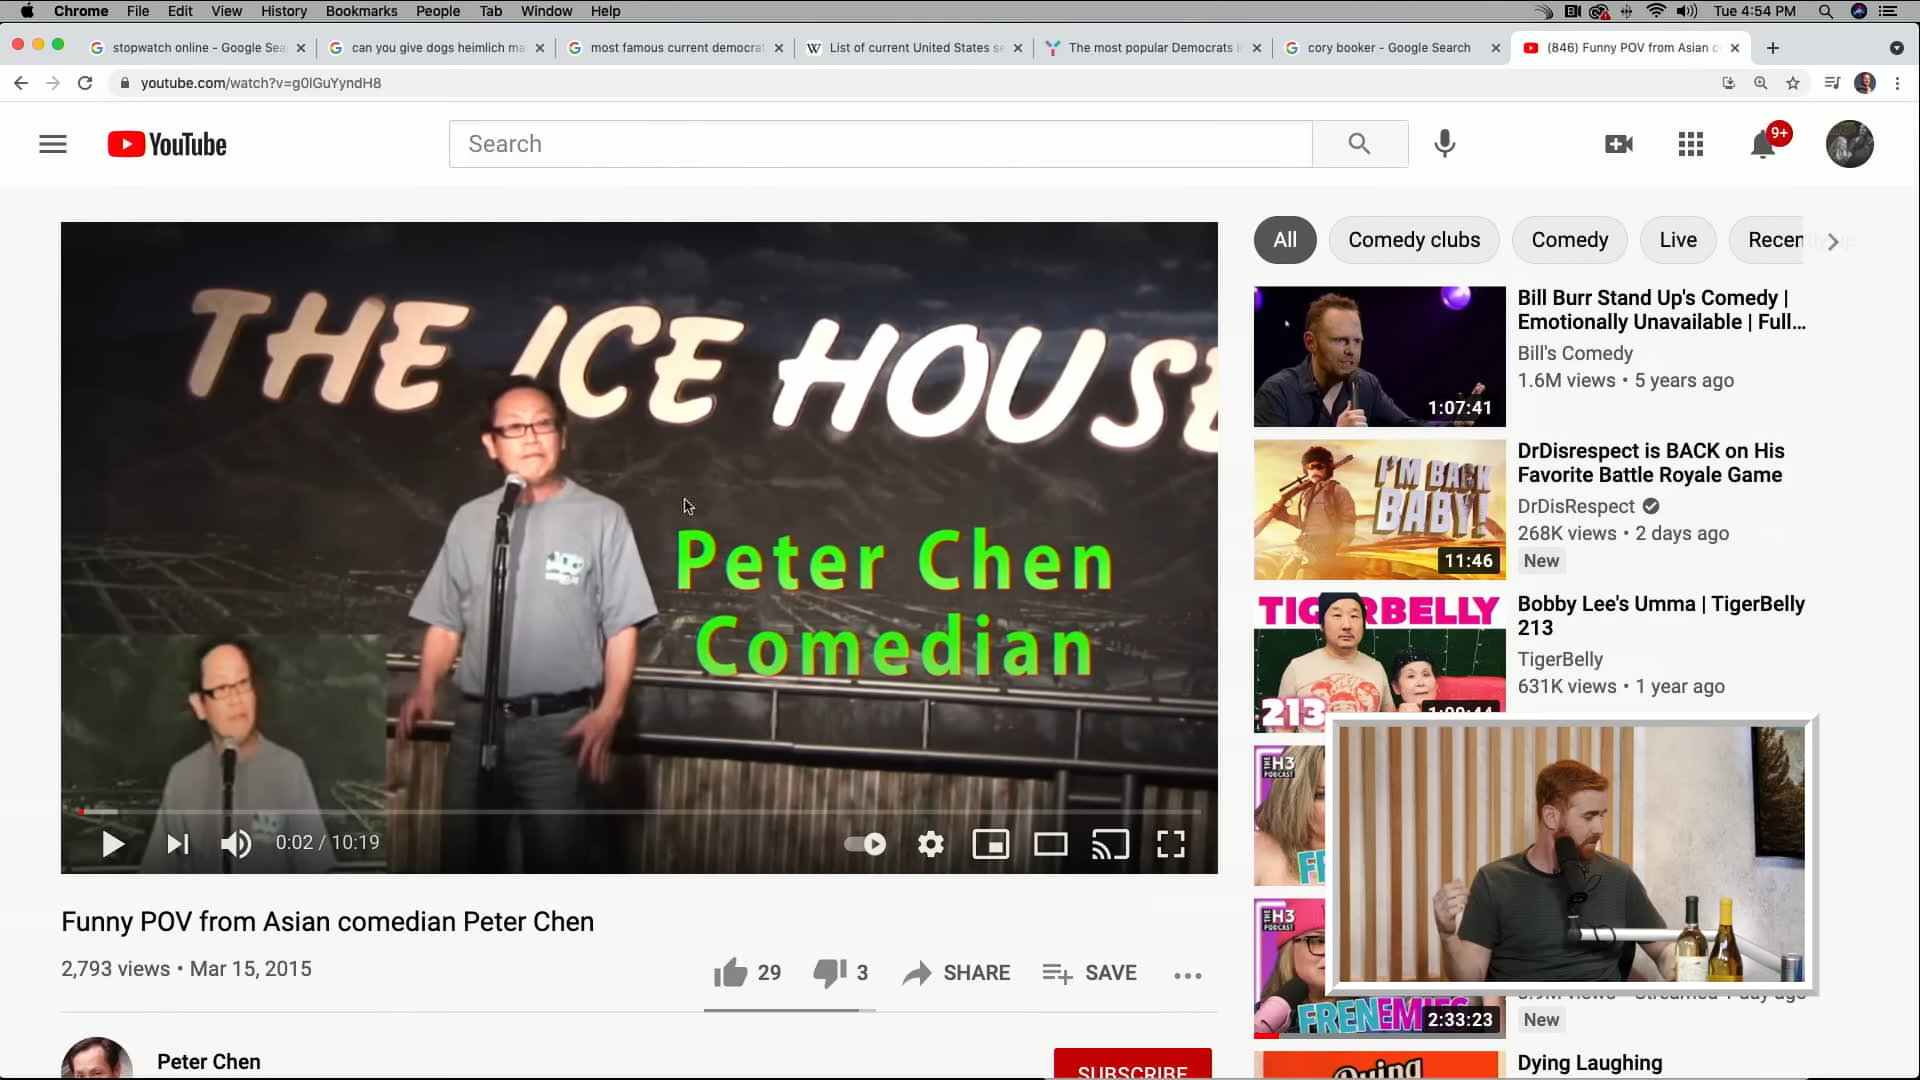 Chrome File Edit View History Bookmarks People Tab Window Help
Tue 4:54 PM
stopwatch online - Google Sea
can you give dogs heimlich ma
most famous current democrat
List of current United States se
The most popular Democrats i
cory booker - Google Search
(846) Funny POV from Asian c
youtube.com/watch?v=g0lGuYyndH8
YouTube
Search
9+
All
Comedy clubs
Comedy
Live
Recen
THE ICE HOUSE
Peter Chen
Comedian
0:02 / 10:19
Funny POV from Asian comedian Peter Chen
2,793 views • Mar 15, 2015
29
3
SHARE
SAVE
Peter Chen
SUBSCRIBE
1:07:41
Bill Burr Stand Up's Comedy |
Emotionally Unavailable | Full...
Bill's Comedy
1.6M views • 5 years ago
I'M BACK
BABY!
11:46
DrDisrespect is BACK on His
Favorite Battle Royale Game
DrDisRespect
268K views • 2 days ago
New
TIGERBELLY
213
Bobby Lee's Umma | TigerBelly
213
TigerBelly
631K views • 1 year ago
THE H3
PODCAST
THE H3
PODCAST
FRENEMIES
2:33:23
New
Dying
Dying Laughing